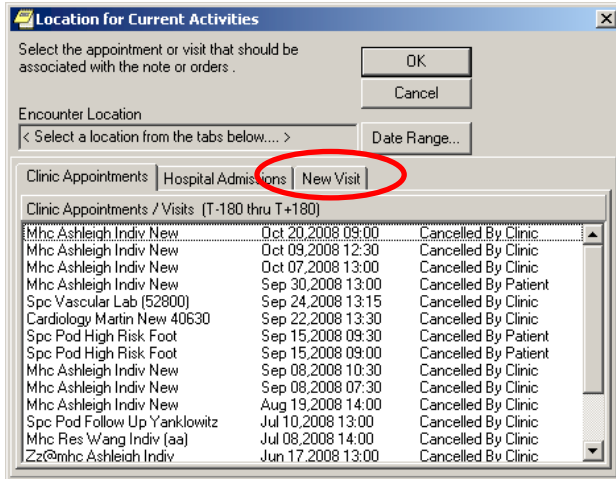 Location for Current Activities
Select the appointment or visit that should be
associated with the note or orders .
OK
Cancel
Encounter Location
< Select a location from the tabs below.... >
Date Range...
Clinic Appointments Hospital Admissions New Visit
Clinic Appointments / Visits (T-180 thru T+180)
Mhc Ashleigh Indiv New Oct 20,2008 09:00 Cancelled By Clinic
Mhc Ashleigh Indiv New Oct 09,2008 12:30 Cancelled By Clinic
Mhc Ashleigh Indiv New Oct 07,2008 13:00 Cancelled By Clinic
Mhc Ashleigh Indiv New Sep 30,2008 13:00 Cancelled By Patient
Spc Vascular Lab (52800) Sep 24,2008 13:15 Cancelled By Clinic
Cardiology Martin New 40630 Sep 22,2008 13:30 Cancelled By Clinic
Spc Pod High Risk Foot Sep 15,2008 09:30 Cancelled By Patient
Spc Pod High Risk Foot Sep 15,2008 09:00 Cancelled By Patient
Mhc Ashleigh Indiv New Sep 08,2008 10:30 Cancelled By Clinic
Mhc Ashleigh Indiv New Sep 08,2008 07:30 Cancelled By Clinic
Mhc Ashleigh Indiv New Aug 19,2008 14:00 Cancelled By Clinic
Spc Pod Follow Up Yanklowitz Jul 10,2008 13:00 Cancelled By Clinic
Mhc Res Wang Indiv (aa) Jul 08,2008 14:00 Cancelled By Clinic
Zz@mhc Ashleigh Indiv Jun 17,2008 13:00 Cancelled By Clinic